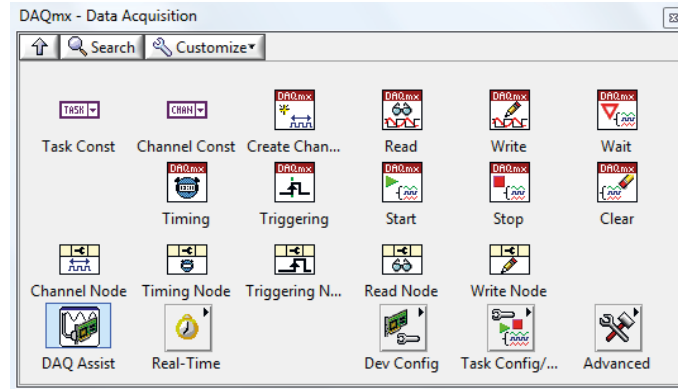 DAQmx - Data Acquisition
Search Customize
TASK CHAN DAQmx DAQmx DAQmx DAQmx
Task Const Channel Const Create Chan... Read Write Wait
DAQmx DAQmx DAQmx DAQmx DAQmx
Timing Triggering Start Stop Clear
Channel Node Timing Node Triggering N... Read Node Write Node
DAQ Assist Real-Time Dev Config Task Config/... Advanced